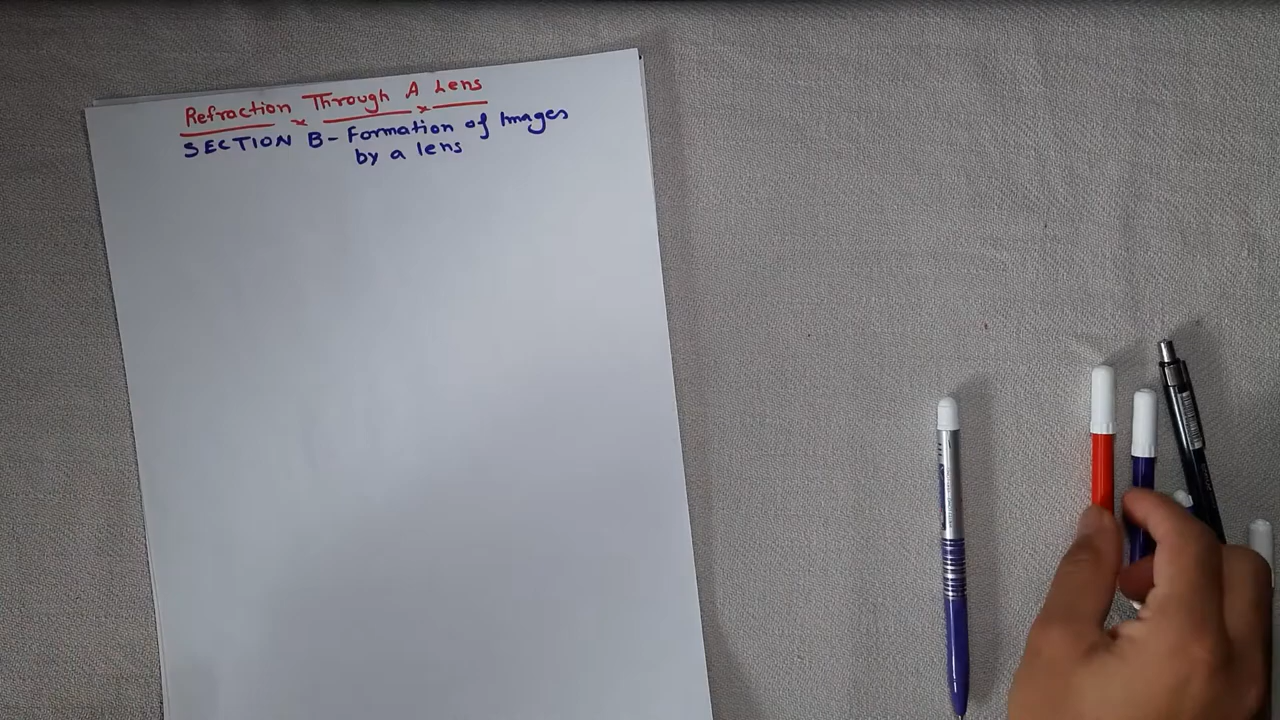 Refraction Through A Lens
SECTION B- Formation of Images
by a lens